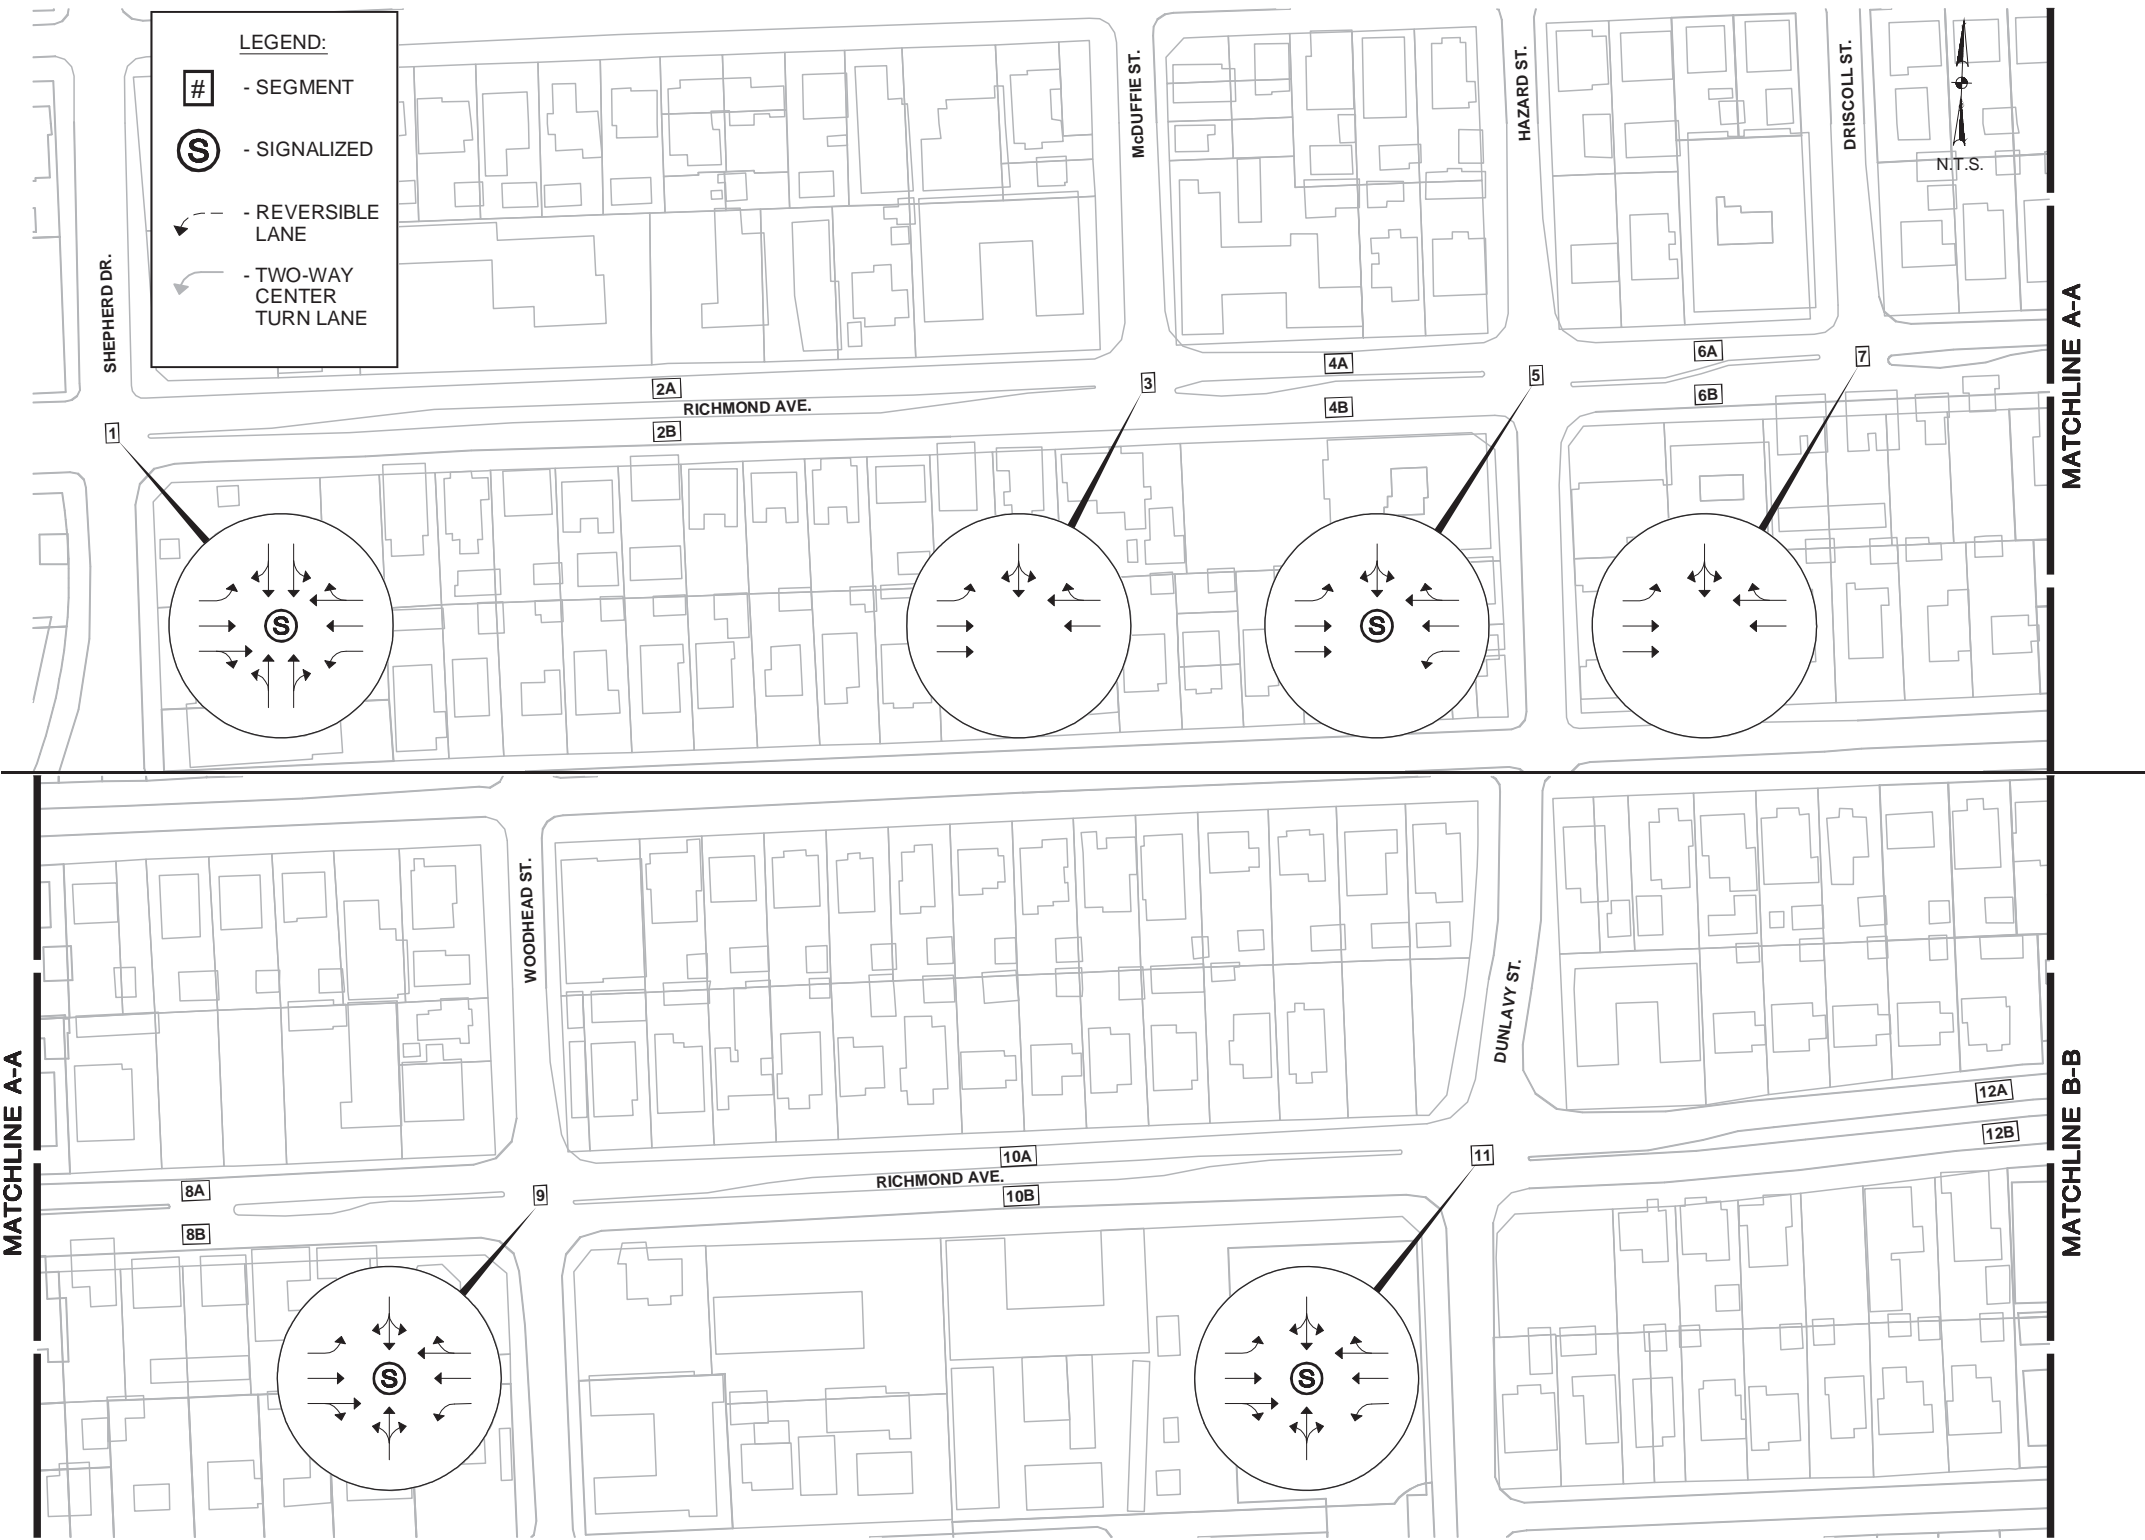 LEGEND:
# - SEGMENT
S - SIGNALIZED
- REVERSIBLE
LANE
- TWO-WAY
CENTER
TURN LANE
SHEPHERD DR.
McDUFFIE ST.
HAZARD ST.
DRISCOLL ST.
N.T.S.
MATCHLINE A-A
2A
RICHMOND AVE.
2B
4A
4B
6A
6B
1
3
5
7
S
S
WOODHEAD ST.
DUNLAVY ST.
MATCHLINE A-A
MATCHLINE B-B
8A
8B
9
10A
RICHMOND AVE.
10B
11
12A
12B
S
S